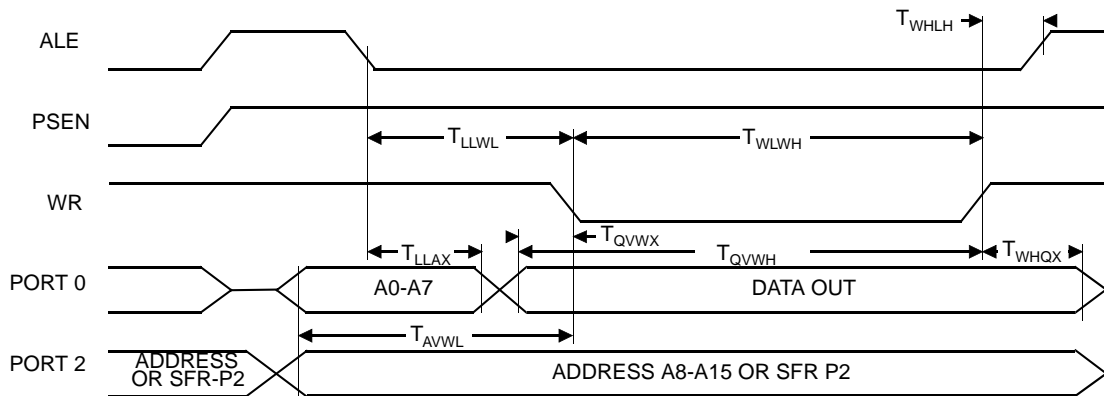 ALE
T_WHLH
PSEN
T_LLWL
T_WLWH
WR
T_QVWX
T_LLAX
T_QVWH
T_WHQX
PORT 0
A0-A7
DATA OUT
T_AVWL
PORT 2
ADDRESS
OR SFR-P2
ADDRESS A8-A15 OR SFR P2